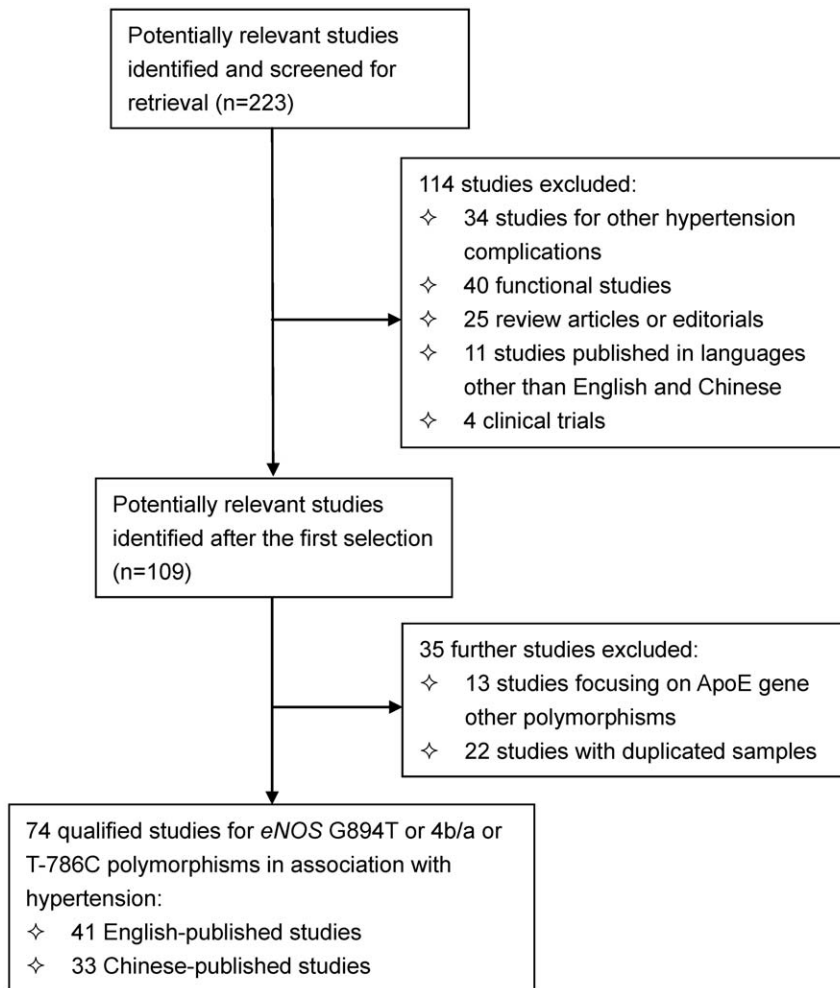 Potentially relevant studies
identified and screened for
retrieval (n=223)
114 studies excluded:
✧ 34 studies for other hypertension
complications
✧ 40 functional studies
✧ 25 review articles or editorials
✧ 11 studies published in languages
other than English and Chinese
✧ 4 clinical trials
Potentially relevant studies
identified after the first selection
(n=109)
35 further studies excluded:
✧ 13 studies focusing on ApoE gene
other polymorphisms
✧ 22 studies with duplicated samples
74 qualified studies for eNOS G894T or 4b/a or
T-786C polymorphisms in association with
hypertension:
✧ 41 English-published studies
✧ 33 Chinese-published studies